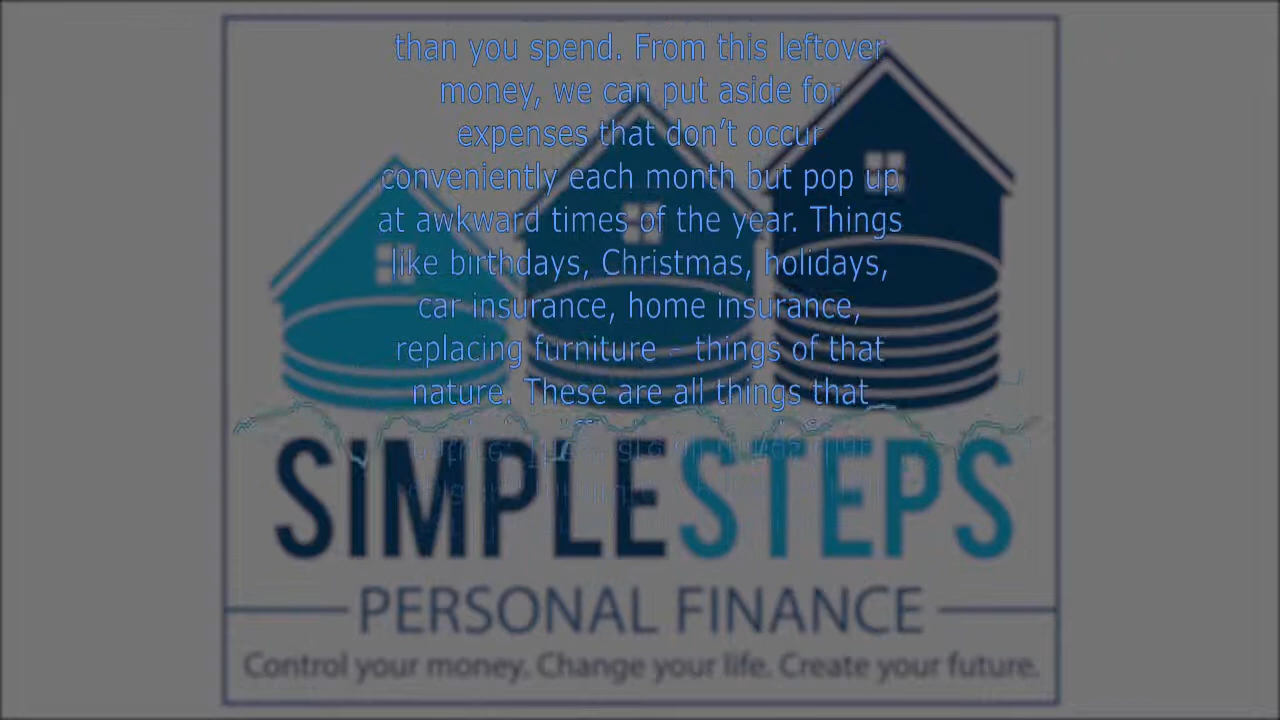 than you spend. From this leftover
money, we can put aside for
expenses that don’t occur
conveniently each month but pop up
at awkward times of the year. Things
like birthdays, Christmas, holidays,
car insurance, home insurance,
replacing furniture – things of that
nature. These are all things that
SIMPLESTEPS
PERSONAL FINANCE
Control your money. Change your life. Create your future.